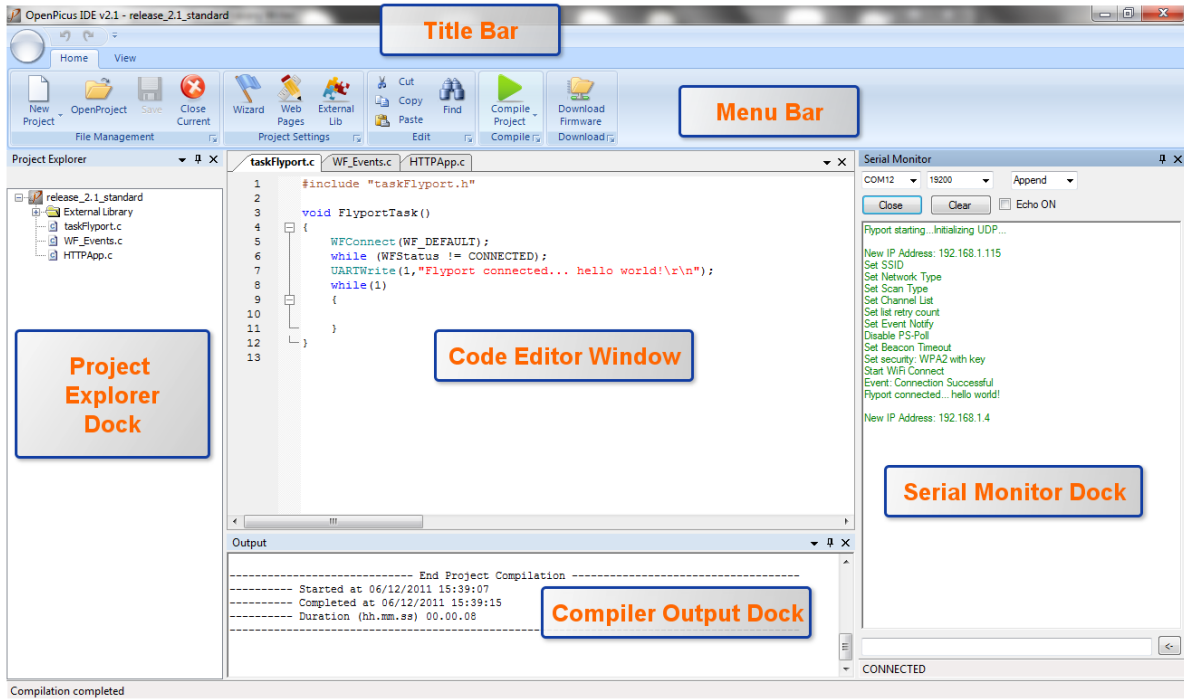 OpenPicus IDE v2.1 - release_2.1_standard
Title Bar
Home View
New Project
OpenProject
Save
Close Current
File Management
Wizard
Web Pages
External Lib
Project Settings
Cut
Copy
Paste
Find
Edit
Compile Project
Compile
Download Firmware
Download
Menu Bar
Project Explorer
release_2.1_standard
External Library
taskFlyport.c
WF_Events.c
HTTPApp.c
Project
Explorer
Dock
taskFlyport.c WF_Events.c HTTPApp.c
1 #include "taskFlyport.h"
2
3 void FlyportTask()
4 {
5 WFConnect(WF_DEFAULT);
6 while (WFStatus != CONNECTED);
7 UARTWrite(1,"Flyport connected... hello world!\r\n");
8 while(1)
9 {
10
11 }
12 }
13
Code Editor Window
Output
---------------------------- End Project Compilation -----------------------------------
---------- Started at 06/12/2011 15:39:07
---------- Completed at 06/12/2011 15:39:15
---------- Duration (hh.mm.ss) 00.00.08
Compiler Output Dock
Serial Monitor
COM12 19200 Append
Close Clear Echo ON
Flyport starting...Initializing UDP...
New IP Address: 192.168.1.115
Set SSID
Set Network Type
Set Scan Type
Set Channel List
Set list retry count
Set Event Notify
Disable PS-Poll
Set Beacon Timeout
Set security: WPA2 with key
Start WiFi Connect
Event: Connection Successful
Flyport connected... hello world!
New IP Address: 192.168.1.4
Serial Monitor Dock
<-
CONNECTED
Compilation completed